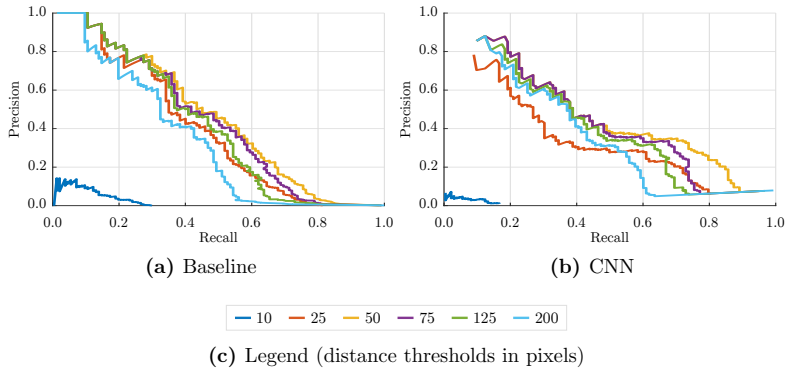 1.0
0.8
0.6
0.4
0.2
0.0
Precision
0.0 0.2 0.4 0.6 0.8 1.0
Recall
(a) Baseline
1.0
0.8
0.6
0.4
0.2
0.0
Precision
0.0 0.2 0.4 0.6 0.8 1.0
Recall
(b) CNN
10 25 50 75 125 200
(c) Legend (distance thresholds in pixels)